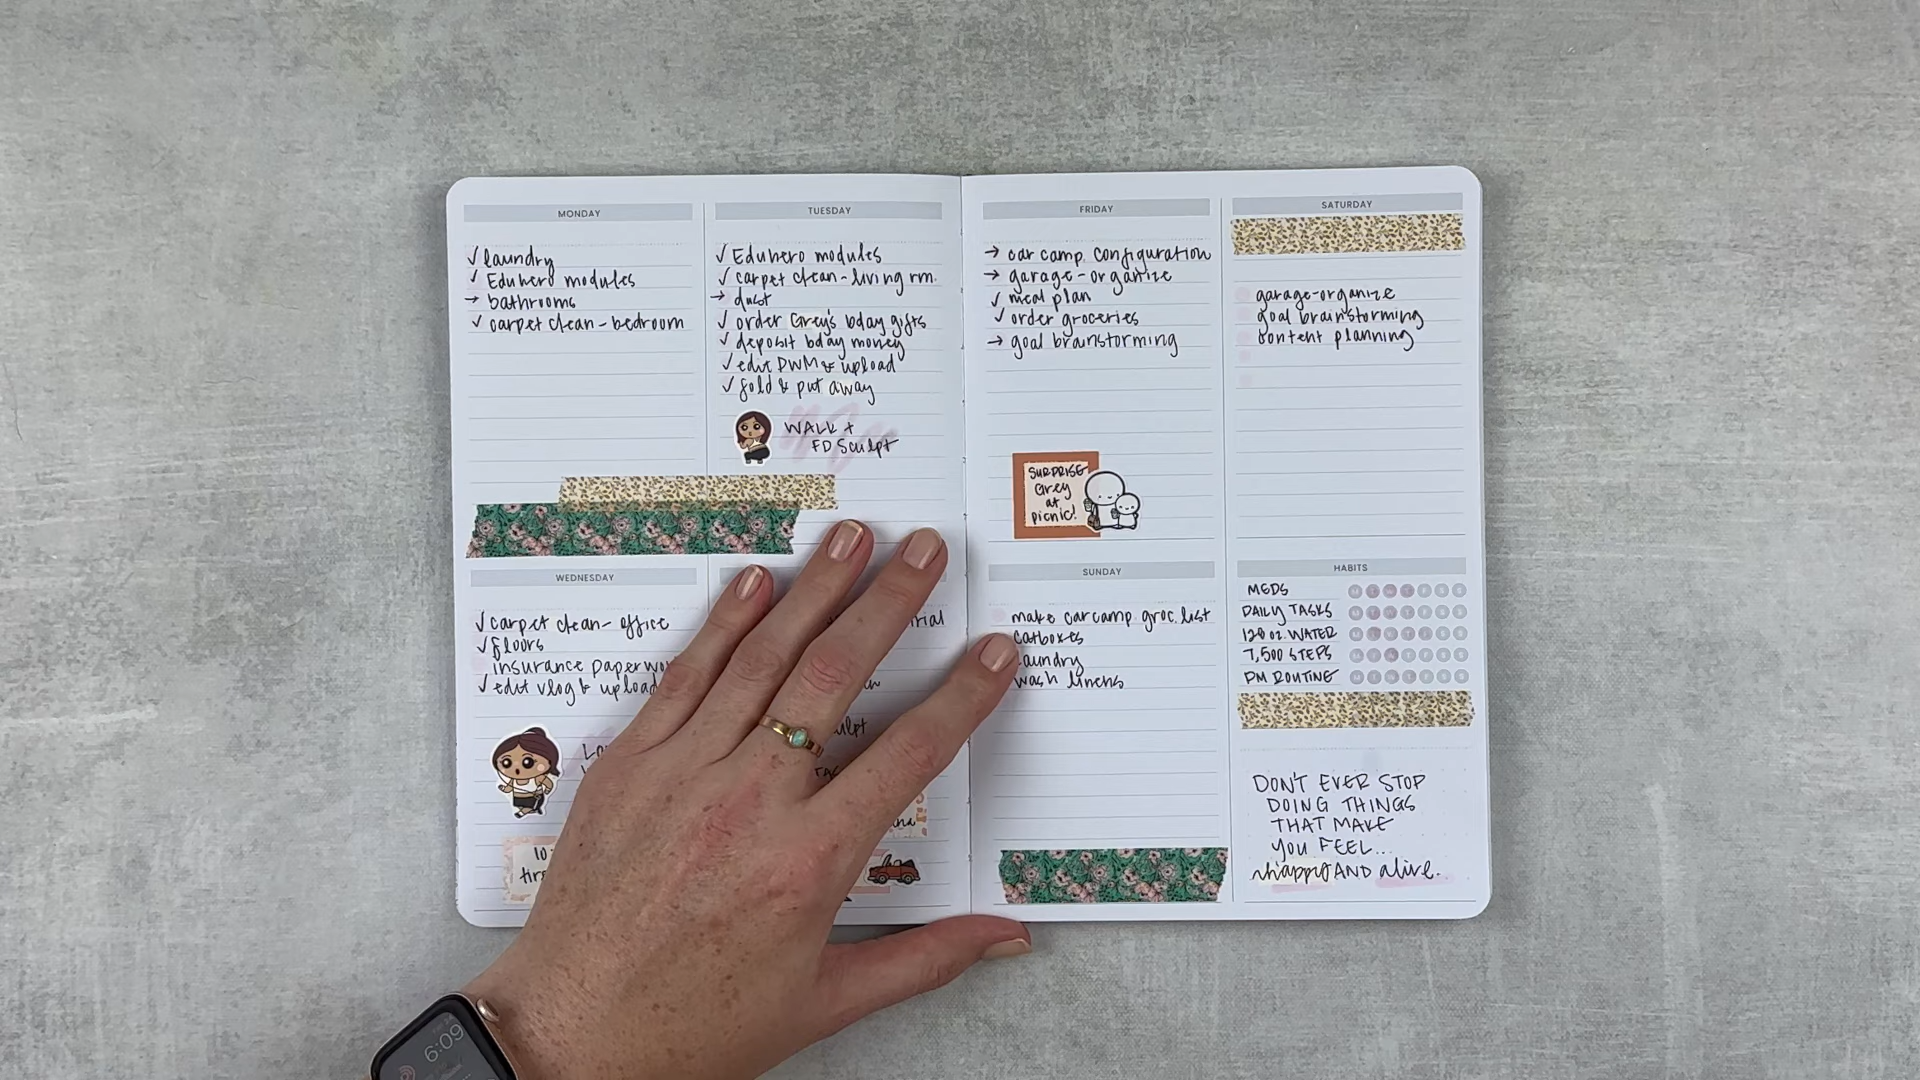 MONDAY
✓ laundry
✓ Eduhero modules
→ bathrooms
✓ carpet clean - bedroom
TUESDAY
✓ Eduhero modules
✓ carpet clean - living rm.
→ dust
✓ order Grey's bday gifts
✓ deposit bday money
✓ edit DWM & upload
✓ fold & put away
WALK +
FD Sculpt
WEDNESDAY
✓ carpet clean - office
✓ floors
insurance
✓ edit vlog & upload
10
FRIDAY
→ car camp configuration
→ garage - organize
✓ meal plan
✓ order groceries
→ goal brainstorming
SURPRISE
Grey
at
picnic!
SATURDAY
garage - organize
goal brainstorming
content planning
SUNDAY
make car camp groc. list
catboxes
laundry
wash linens
HABITS
MEDS
DAILY TASKS
120 oz. WATER
7,500 STEPS
PM ROUTINE
DON'T EVER STOP
DOING THINGS
THAT MAKE
YOU FEEL...
happy AND alive.
6:09